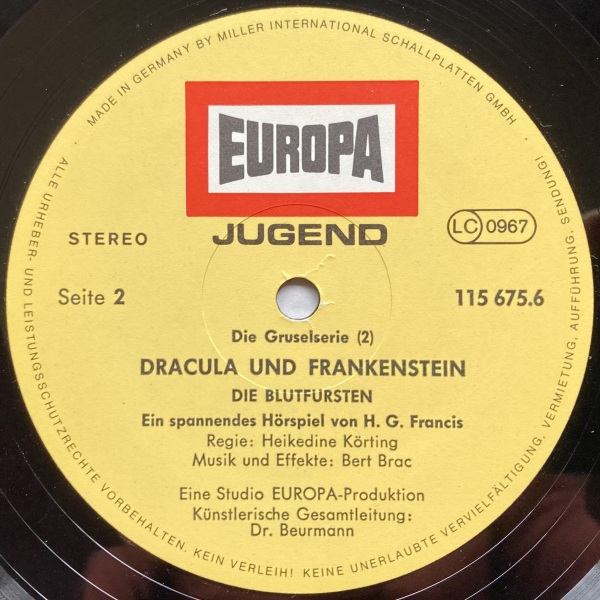 MADE IN GERMANY BY MILLER INTERNATIONAL SCHALLPLATTEN GMBH
EUROPA
JUGEND
STEREO
LC 0967
Seite 2
115 675.6
Die Gruselserie (2)
DRACULA UND FRANKENSTEIN
DIE BLUTFÜRSTEN
Ein spannendes Hörspiel von H. G. Francis
Regie: Heikedine Körting
Musik und Effekte: Bert Brac
Eine Studio EUROPA-Produktion
Künstlerische Gesamtleitung:
Dr. Beurmann
ALLE URHEBER- UND LEISTUNGSSCHUTZRECHTE VORBEHALTEN. KEIN VERLEIH! KEINE UNERLAUBTE VERVIELFÄLTIGUNG, VERMIETUNG, AUFFÜHRUNG, SENDUNG!